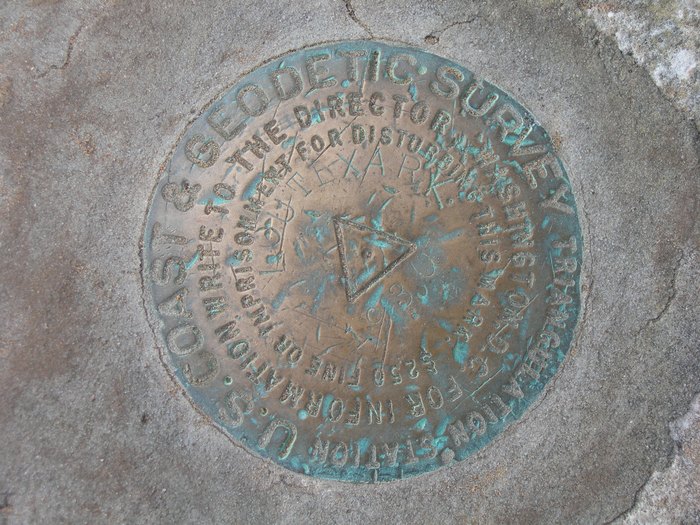 U.S. COAST & GEODETIC SURVEY
TRIANGULATION STATION
FOR INFORMATION WRITE TO THE DIRECTOR, WASHINGTON, D.C.
$250 FINE OR IMPRISONMENT FOR DISTURBING THIS MARK.